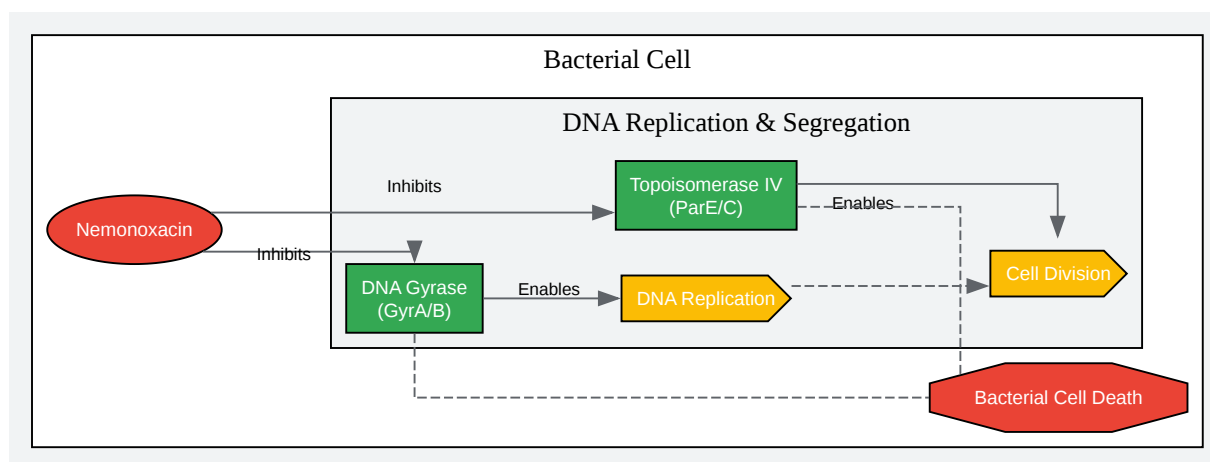 Bacterial Cell
DNA Replication & Segregation
Inhibits
Topoisomerase IV
(ParE/C)
Enables
Nemonoxacin
Inhibits
DNA Gyrase
(GyrA/B)
Enables
DNA Replication
Cell Division
Bacterial Cell Death